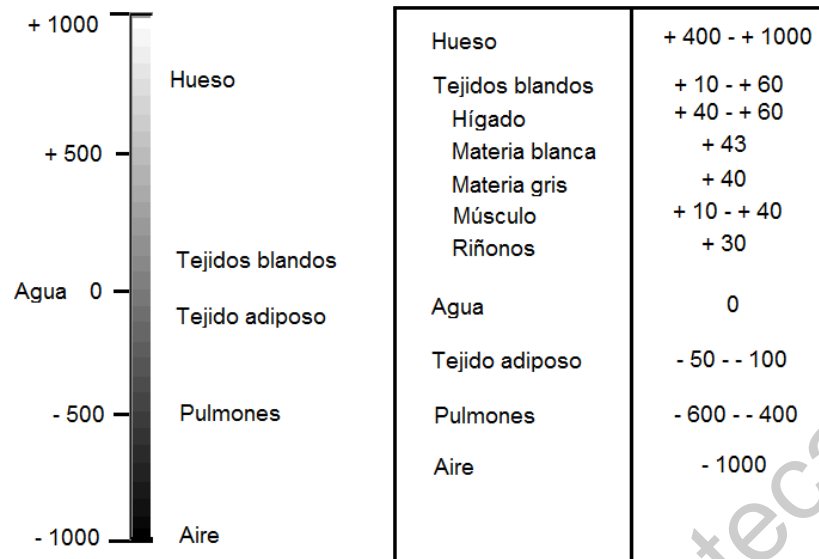 + 1000
Hueso
+ 500
Tejidos blandos
Agua 0
Tejido adiposo
- 500 Pulmones
- 1000 Aire
Hueso + 400 - + 1000
Tejidos blandos + 10 - + 60
Hígado + 40 - + 60
Materia blanca + 43
Materia gris + 40
Músculo + 10 - + 40
Riñonos + 30
Agua 0
Tejido adiposo - 50 - - 100
Pulmones - 600 - - 400
Aire - 1000